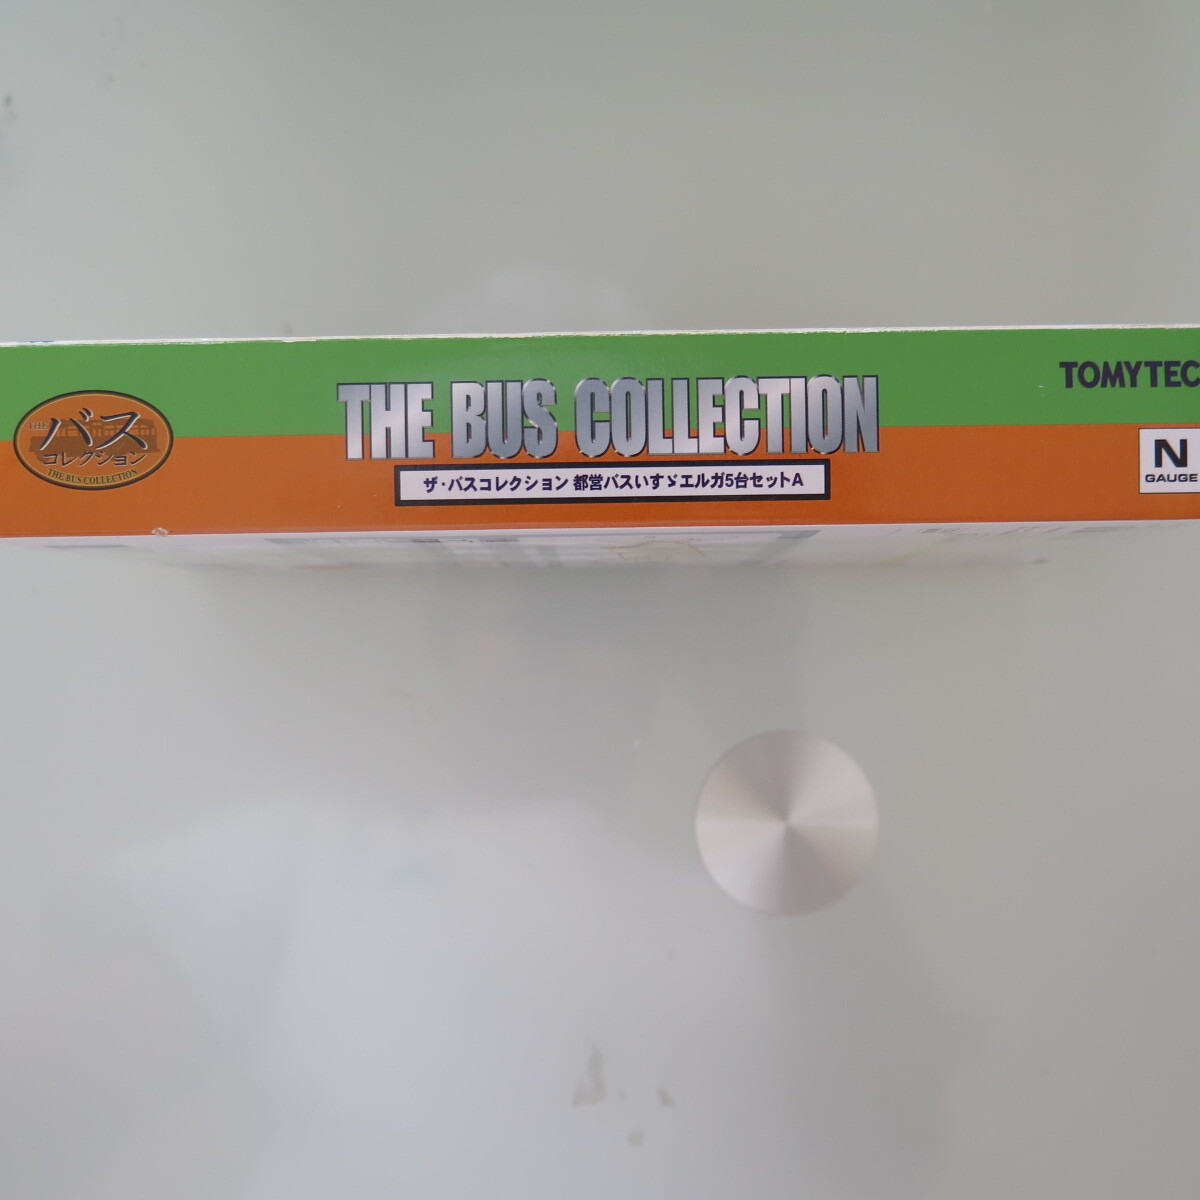 THE
バス
コレクション
THE BUS COLLECTION
THE BUS COLLECTION
ザ・バスコレクション 都営バスいすゞエルガ5台セットA
TOMYTEC
N
GAUGE